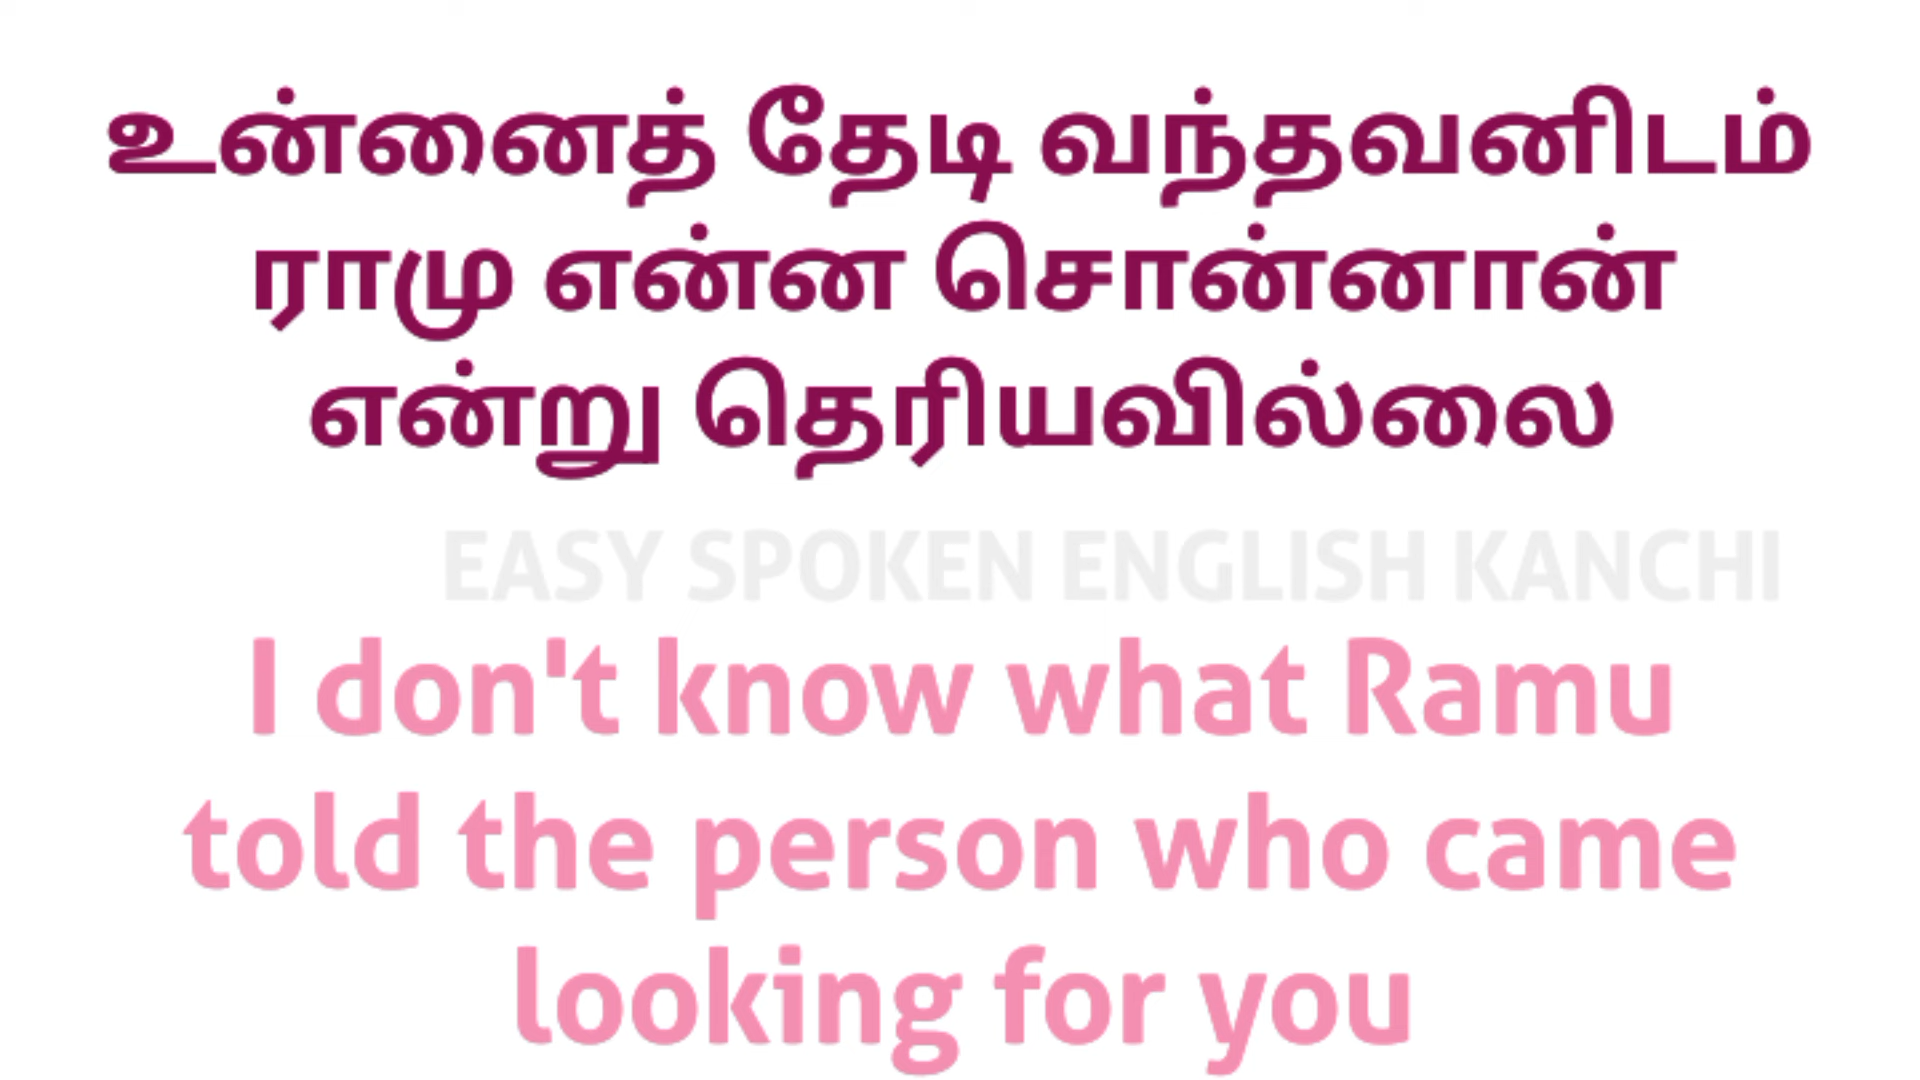 உன்னைத் தேடி வந்தவனிடம்
ராமு என்ன சொன்னான்
என்று தெரியவில்லை
EASY SPOKEN ENGLISH KANCHI
I don't know what Ramu
told the person who came
looking for you